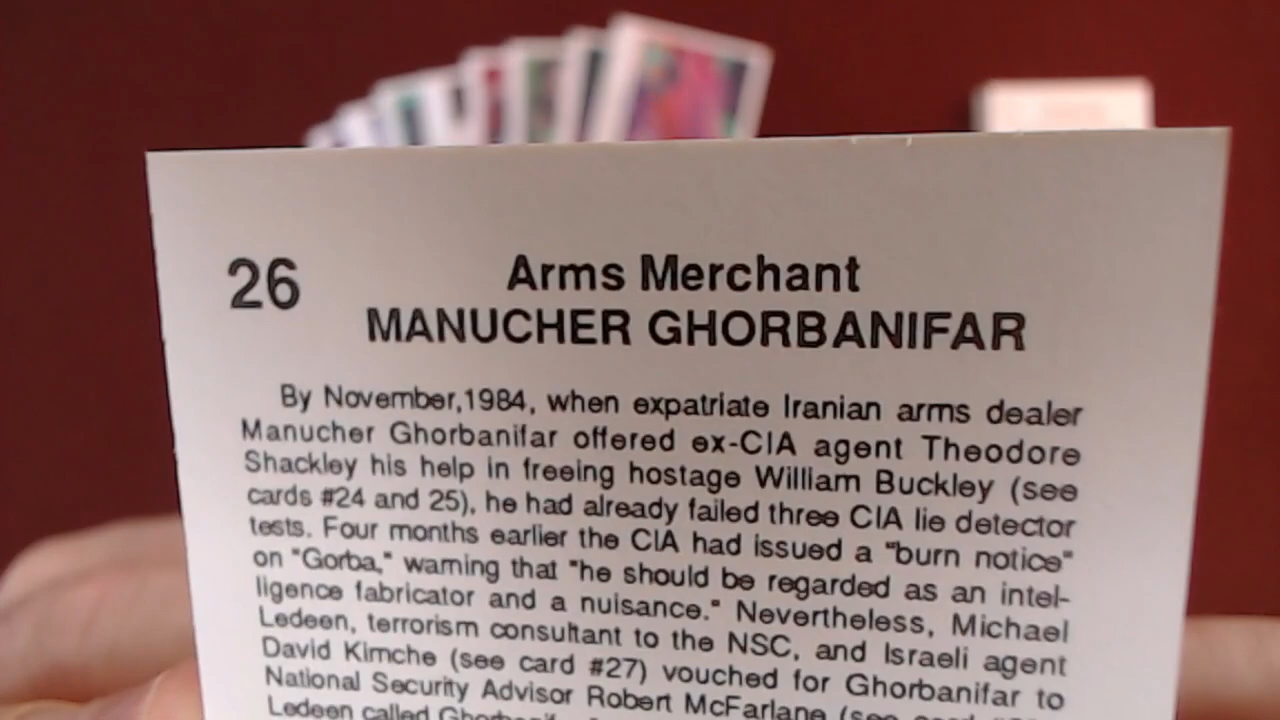 26
Arms Merchant
MANUCHER GHORBANIFAR
By November,1984, when expatriate Iranian arms dealer
Manucher Ghorbanifar offered ex-CIA agent Theodore
Shackley his help in freeing hostage William Buckley (see
cards #24 and 25), he had already failed three CIA lie detector
tests. Four months earlier the CIA had issued a "burn notice"
on "Gorba," warning that "he should be regarded as an intel-
ligence fabricator and a nuisance." Nevertheless, Michael
Ledeen, terrorism consultant to the NSC, and Israeli agent
David Kimche (see card #27) vouched for Ghorbanifar to
National Security Advisor Robert McFarlane (see card
Ledeen called